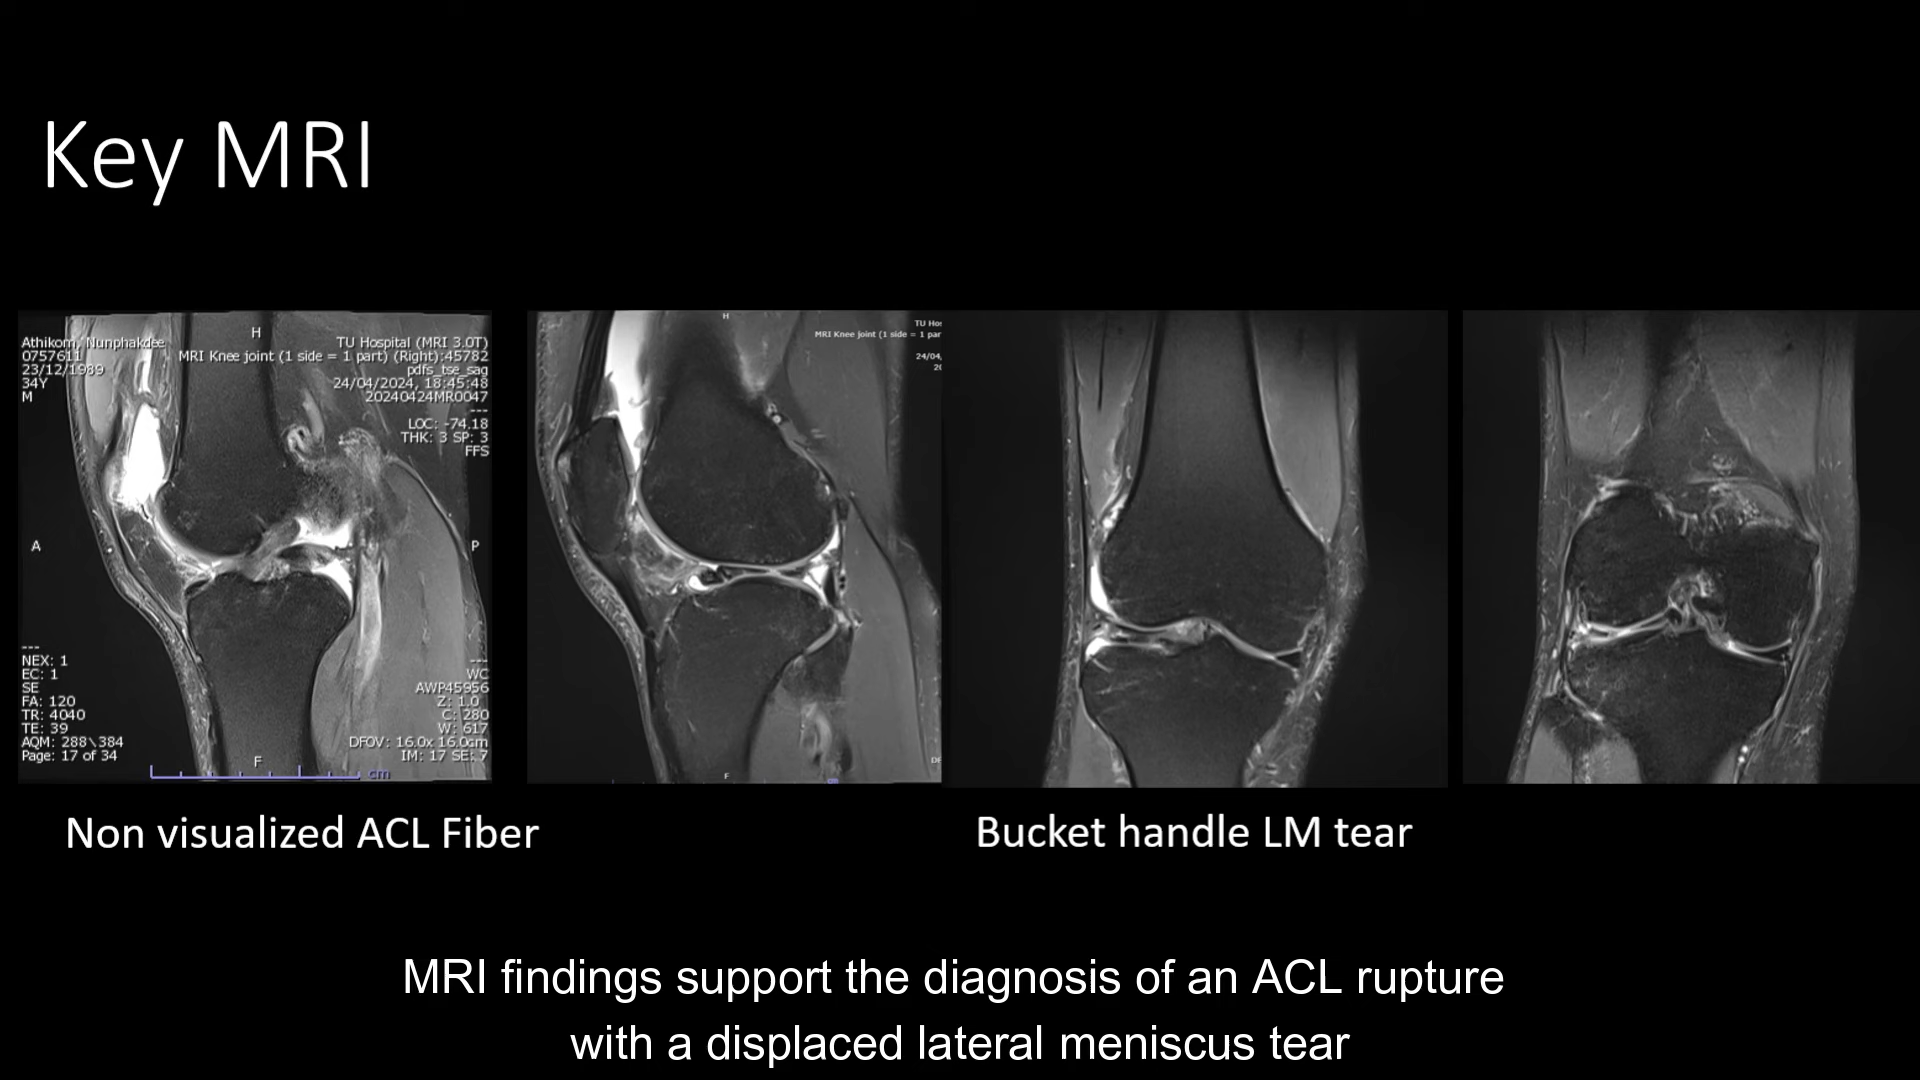 Key MRI
H
Athikom, Nunphakdee
0757611
23/12/1989
34Y
M
TU Hospital (MRI 3.0T)
MRI Knee joint (1 side = 1 part) (Right):45782
pdfs_tse_sag
24/04/2024, 18:45:48
20240424MR0047
---
LOC: -74.18
THK: 3 SP: 3
FFS
A
P
---
NEX: 1
EC: 1
SE
FA: 120
TR: 4040
TE: 39
AQM: 288\384
Page: 17 of 34
---
WC
AWP45956
Z: 1.0
C: 280
W: 617
DFOV: 16.0x 16.0cm
IM: 17 SE: 7
F
cm
H
TU Hos
MRI Knee joint (1 side = 1 par
24/04,
20
DF
F
cm
Non visualized ACL Fiber
Bucket handle LM tear
MRI findings support the diagnosis of an ACL rupture
with a displaced lateral meniscus tear